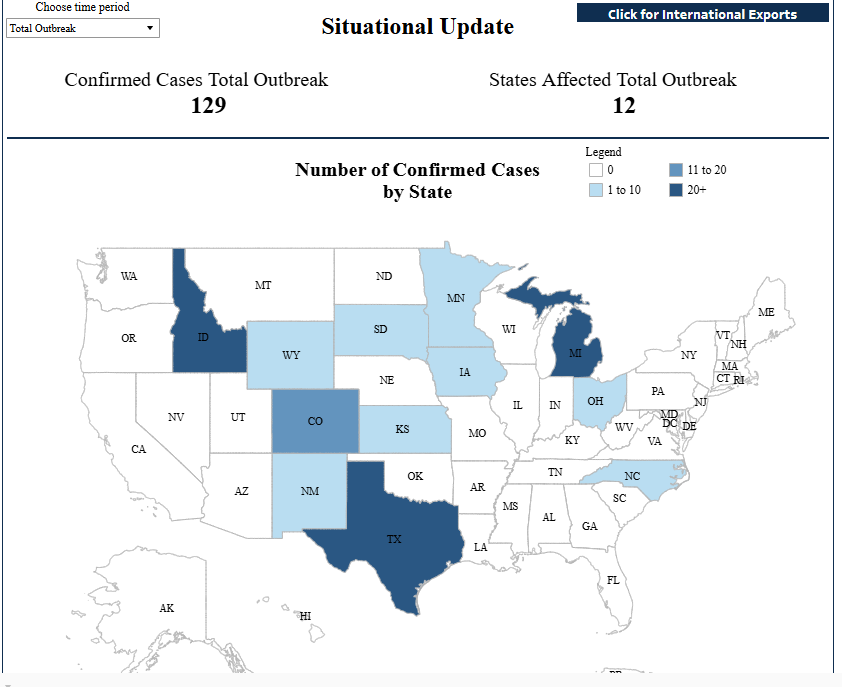 Choose time period
Click for International Exports
Total Outbreak
Situational Update
Confirmed Cases Total Outbreak
States Affected Total Outbreak
129
12
Legend
Number of Confirmed Cases
by State
0
11 to 20
1 to 10
20+
WA
MT
ND
MN
ME
OR
ID
SD
WI
VT
NH
WY
MI
NY
MA
IA
CT
RI
NE
PA
NV
UT
CO
KS
IL
IN
OH
NJ
MD
DC
DE
WV
VA
CA
MO
KY
AZ
NM
OK
AR
TN
NC
SC
MS
AL
GA
TX
LA
FL
AK
HI